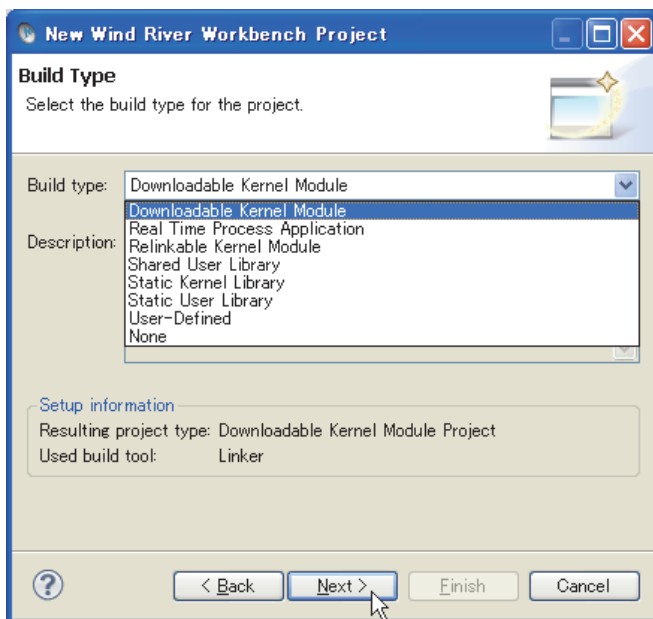 New Wind River Workbench Project
Build Type
Select the build type for the project.
Build type: Downloadable Kernel Module
Downloadable Kernel Module
Real Time Process Application
Description: Relinkable Kernel Module
Shared User Library
Static Kernel Library
Static User Library
User-Defined
None
Setup information
Resulting project type: Downloadable Kernel Module Project
Used build tool: Linker
? < Back Next > Finish Cancel